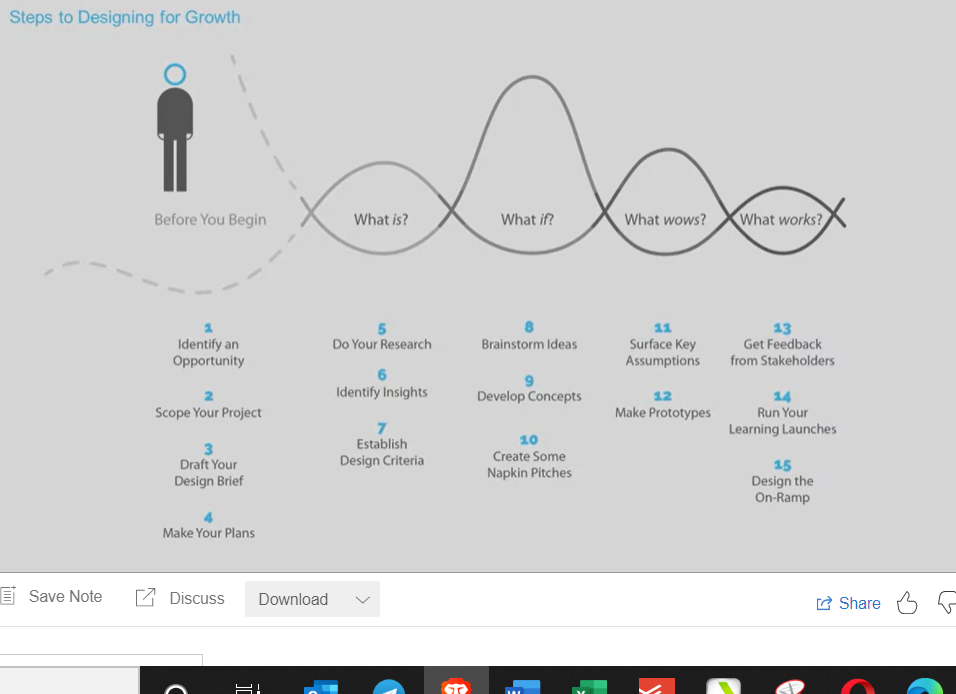 Steps to Designing for Growth
Before You Begin
What is?
What if?
What wows?
What works?
1
Identify an
Opportunity
2
Scope Your Project
3
Draft Your
Design Brief
4
Make Your Plans
5
Do Your Research
6
Identify Insights
7
Establish
Design Criteria
8
Brainstorm Ideas
9
Develop Concepts
10
Create Some
Napkin Pitches
11
Surface Key
Assumptions
12
Make Prototypes
13
Get Feedback
from Stakeholders
14
Run Your
Learning Launches
15
Design the
On-Ramp
Save Note
Discuss
Download
Share